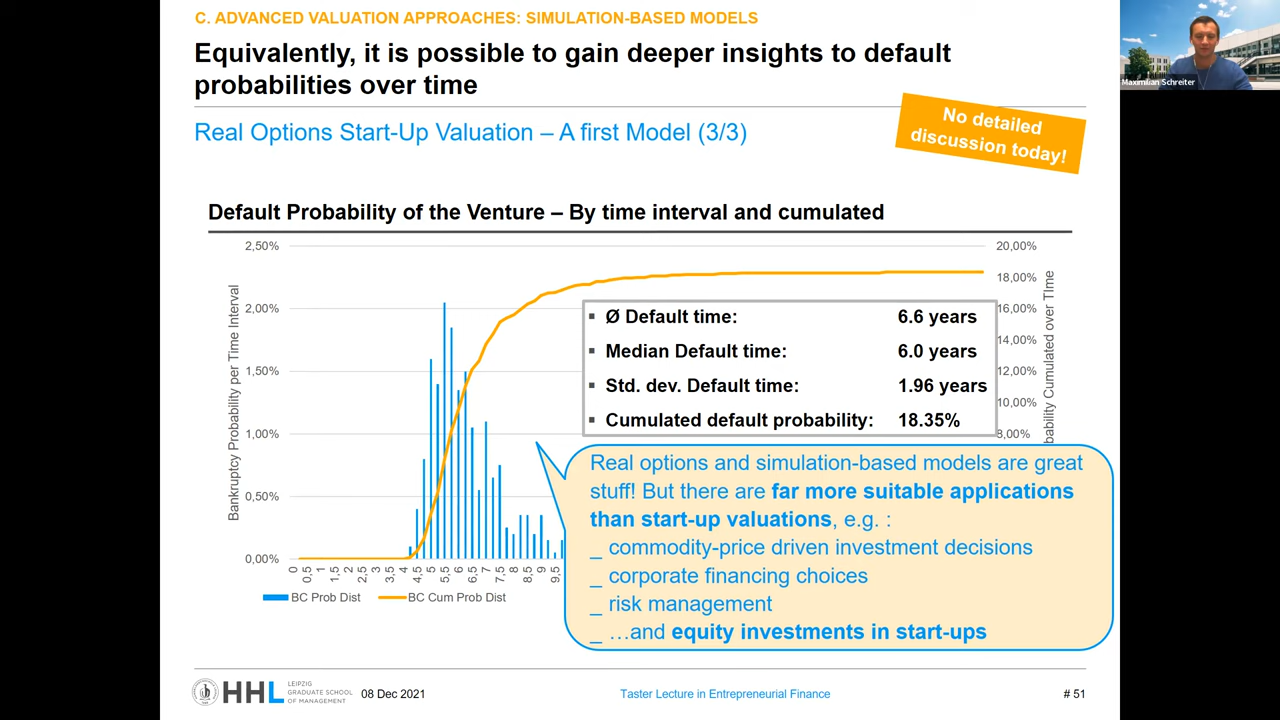 C. ADVANCED VALUATION APPROACHES: SIMULATION-BASED MODELS
Equivalently, it is possible to gain deeper insights to default
probabilities over time
Real Options Start-Up Valuation – A first Model (3/3)
No detailed
discussion today!
Maximilian Schreiter
Default Probability of the Venture – By time interval and cumulated
2,50%
2,00%
1,50%
1,00%
0,50%
0,00%
Bankruptcy Probability per Time Interval
20,00%
18,00%
16,00%
14,00%
12,00%
10,00%
8,00%
bability Cumulated over TIme
0
0,5
1
1,5
2
2,5
3
3,5
4
4,5
5
5,5
6
6,5
7
7,5
8
8,5
9
9,5
BC Prob Dist
BC Cum Prob Dist
▪ Ø Default time: 6.6 years
▪ Median Default time: 6.0 years
▪ Std. dev. Default time: 1.96 years
▪ Cumulated default probability: 18.35%
Real options and simulation-based models are great
stuff! But there are far more suitable applications
than start-up valuations, e.g. :
_ commodity-price driven investment decisions
_ corporate financing choices
_ risk management
_ …and equity investments in start-ups
HHL
LEIPZIG
GRADUATE SCHOOL
OF MANAGEMENT
08 Dec 2021
Taster Lecture in Entrepreneurial Finance
# 51